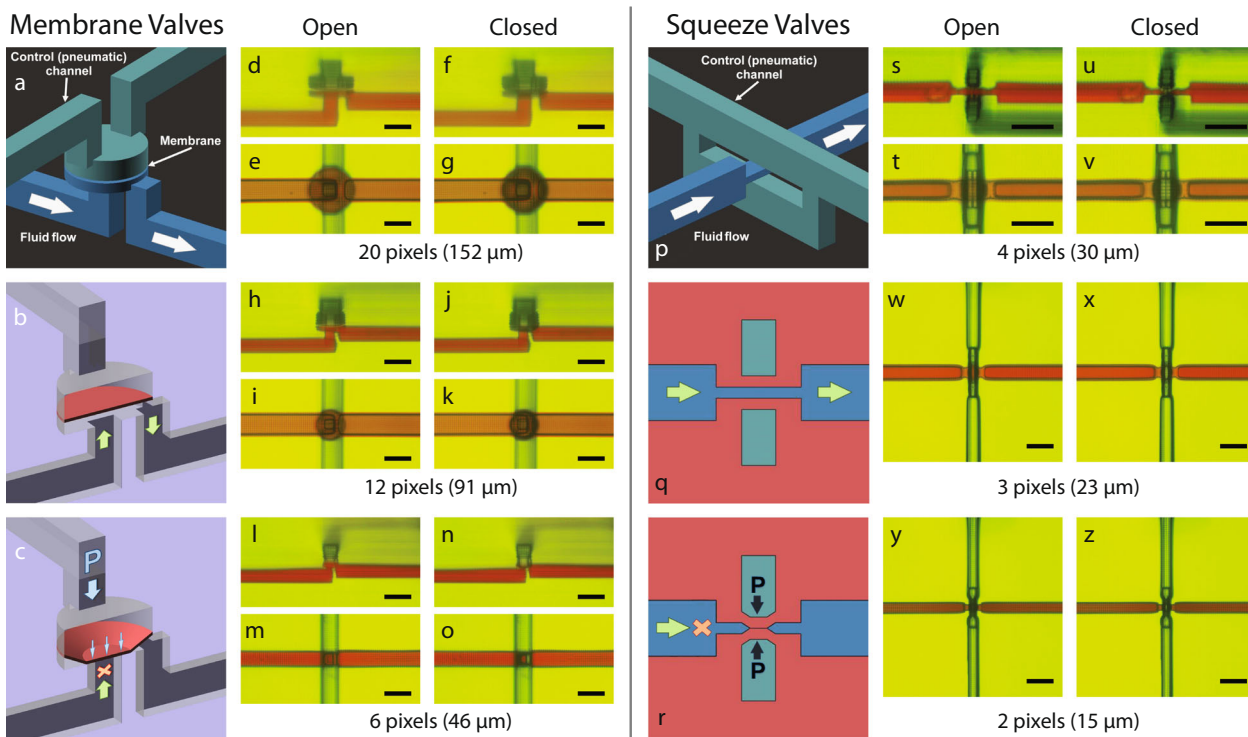 Membrane Valves
Open
Closed
Squeeze Valves
Open
Closed
a
Control (pneumatic)
channel
Membrane
Fluid flow
d
f
e
g
20 pixels (152 µm)
b
h
j
i
k
12 pixels (91 µm)
c
P
l
n
m
o
6 pixels (46 µm)
Control (pneumatic)
channel
Fluid flow
p
s
u
t
v
4 pixels (30 µm)
q
w
x
3 pixels (23 µm)
P
P
r
y
z
2 pixels (15 µm)